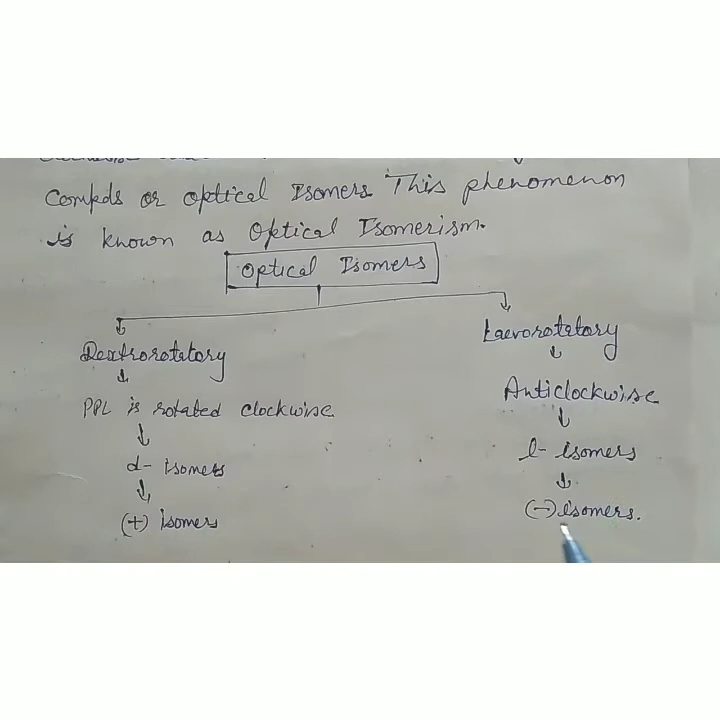 Compds or optical Isomers This phenomenon
is known as Optical Isomerism.
Optical Isomers
Dextrorotatory
Laevorotatory
PPL is rotated clockwise
Anticlockwise
d- isomers
l- isomers
(+) isomers
(-) isomers.